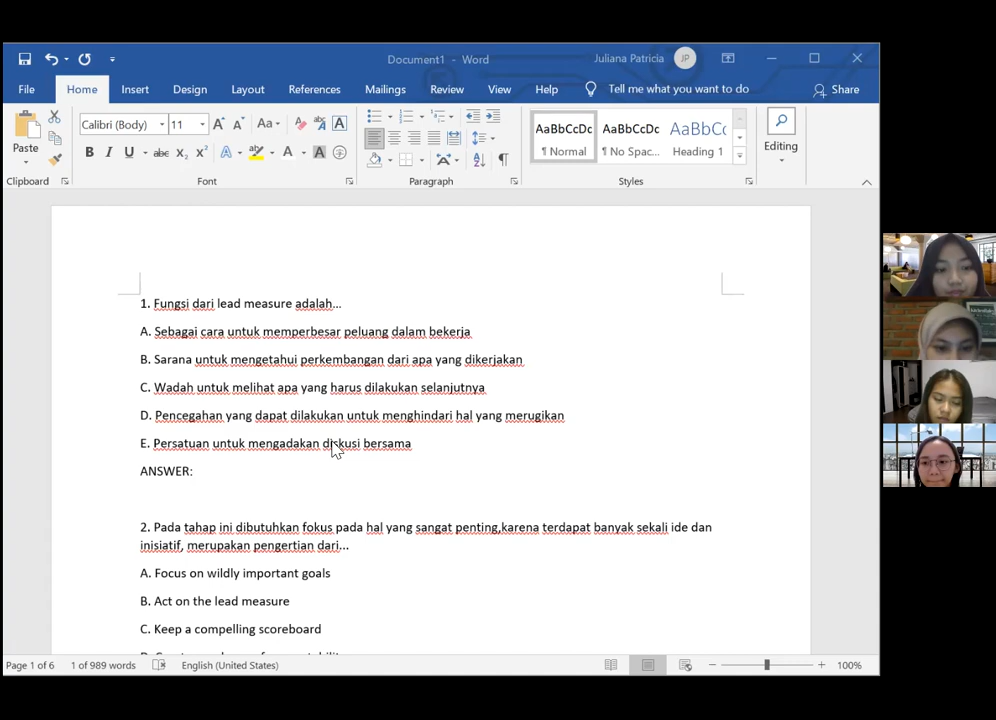 Document1 - Word
Juliana Patricia
JP
File
Home
Insert
Design
Layout
References
Mailings
Review
View
Help
Tell me what you want to do
Share
Paste
Calibri (Body)
11
Aa
AaBbCcDc
AaBbCcDc
AaBbCc
¶ Normal
¶ No Spac...
Heading 1
Editing
Clipboard
Font
Paragraph
Styles
1. Fungsi dari lead measure adalah...
A. Sebagai cara untuk memperbesar peluang dalam bekerja
B. Sarana untuk mengetahui perkembangan dari apa yang dikerjakan
C. Wadah untuk melihat apa yang harus dilakukan selanjutnya
D. Pencegahan yang dapat dilakukan untuk menghindari hal yang merugikan
E. Persatuan untuk mengadakan diskusi bersama
ANSWER:
2. Pada tahap ini dibutuhkan fokus pada hal yang sangat penting,karena terdapat banyak sekali ide dan
inisiatif, merupakan pengertian dari...
A. Focus on wildly important goals
B. Act on the lead measure
C. Keep a compelling scoreboard
Page 1 of 6
1 of 989 words
English (United States)
100%